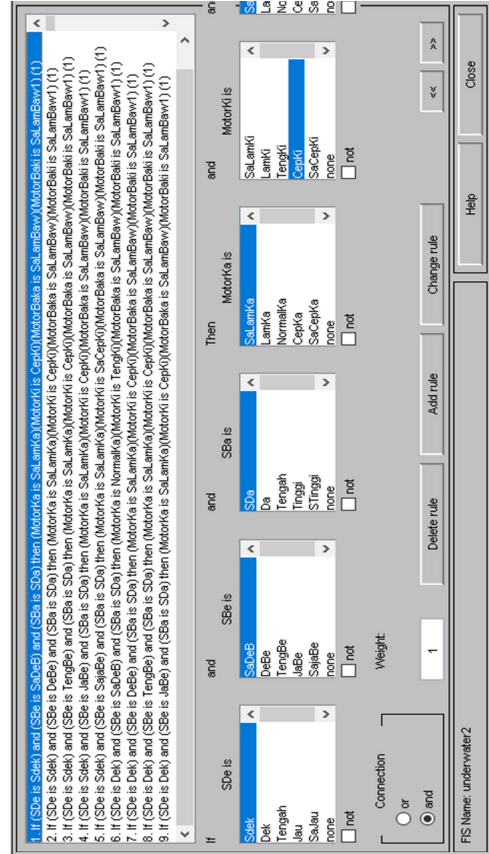 1. If (SDe is Sdek) and (SBe is SaDeB) and (SBa is SDa) then (MotorKa is SaLamKa)(MotorKi is CepKi)(MotorBaka is SaLamBaw)(MotorBaki is SaLamBaw1) (1)
2. If (SDe is Sdek) and (SBe is DeBe) and (SBa is SDa) then (MotorKa is SaLamKa)(MotorKi is CepKi)(MotorBaka is SaLamBaw)(MotorBaki is SaLamBaw1) (1)
3. If (SDe is Sdek) and (SBe is TengBe) and (SBa is SDa) then (MotorKa is SaLamKa)(MotorKi is CepKi)(MotorBaka is SaLamBaw)(MotorBaki is SaLamBaw1) (1)
4. If (SDe is Sdek) and (SBe is JaBe) and (SBa is SDa) then (MotorKa is SaLamKa)(MotorKi is CepKi)(MotorBaka is SaLamBaw)(MotorBaki is SaLamBaw1) (1)
5. If (SDe is Sdek) and (SBe is SajaBe) and (SBa is SDa) then (MotorKa is SaLamKa)(MotorKi is SaCepKi)(MotorBaka is SaLamBaw)(MotorBaki is SaLamBaw1) (1)
6. If (SDe is Dek) and (SBe is SaDeB) and (SBa is SDa) then (MotorKa is NormalKa)(MotorKi is TengKi)(MotorBaka is SaLamBaw)(MotorBaki is SaLamBaw1) (1)
7. If (SDe is Dek) and (SBe is DeBe) and (SBa is SDa) then (MotorKa is SaLamKa)(MotorKi is CepKi)(MotorBaka is SaLamBaw)(MotorBaki is SaLamBaw1) (1)
8. If (SDe is Dek) and (SBe is TengBe) and (SBa is SDa) then (MotorKa is SaLamKa)(MotorKi is CepKi)(MotorBaka is SaLamBaw)(MotorBaki is SaLamBaw1) (1)
9. If (SDe is Dek) and (SBe is JaBe) and (SBa is SDa) then (MotorKa is SaLamKa)(MotorKi is CepKi)(MotorBaka is SaLamBaw)(MotorBaki is SaLamBaw1) (1)
If and and Then and an
SDe is SBe is SBa is MotorKa is MotorKi is
Sdek SaDeB SDa SaLamKa SaLamKi Sa
Dek DeBe Da LamKa LamKi La
Tengah TengBe Tengah NormalKa TengKi No
Jau JaBe Tinggi CepKa CepKi Ce
SaJau SajaBe STinggi SaCepKa SaCepKi Sa
none none none none none no
not not not not not
Connection Weight:
or
and 1 Delete rule Add rule Change rule << >>
FIS Name: underwater2 Help Close